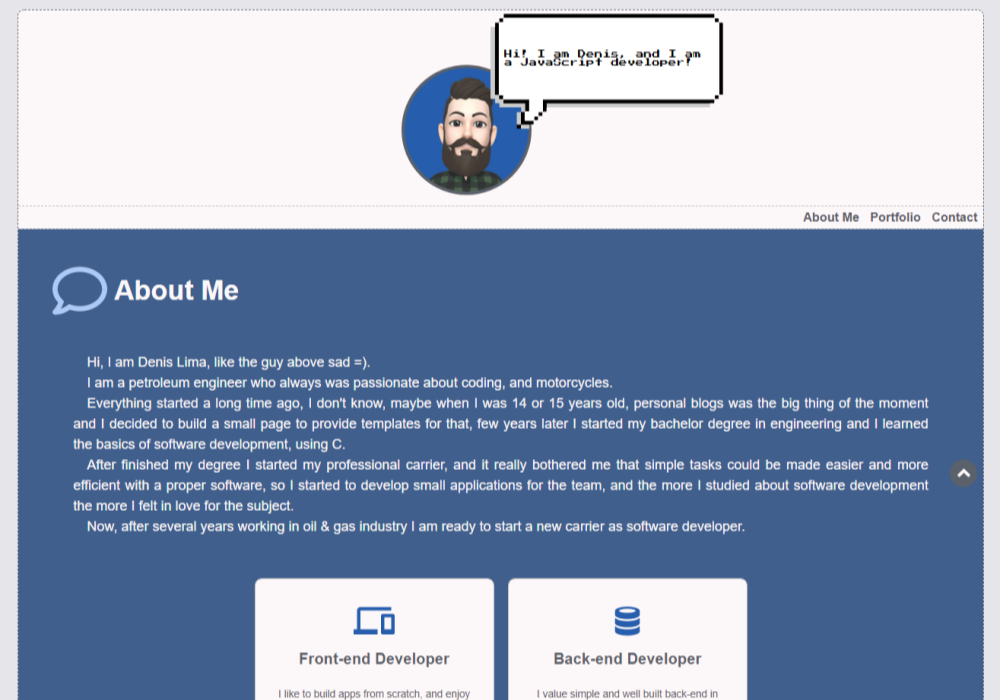 Hi! I am Denis, and I am
a JavaScript developer!
About Me Portfolio Contact
About Me
Hi, I am Denis Lima, like the guy above sad =).
I am a petroleum engineer who always was passionate about coding, and motorcycles.
Everything started a long time ago, I don't know, maybe when I was 14 or 15 years old, personal blogs was the big thing of the moment
and I decided to build a small page to provide templates for that, few years later I started my bachelor degree in engineering and I learned
the basics of software development, using C.
After finished my degree I started my professional carrier, and it really bothered me that simple tasks could be made easier and more
efficient with a proper software, so I started to develop small applications for the team, and the more I studied about software development
the more I felt in love for the subject.
Now, after several years working in oil & gas industry I am ready to start a new carrier as software developer.
Front-end Developer
Back-end Developer
I like to build apps from scratch, and enjoy
I value simple and well built back-end in